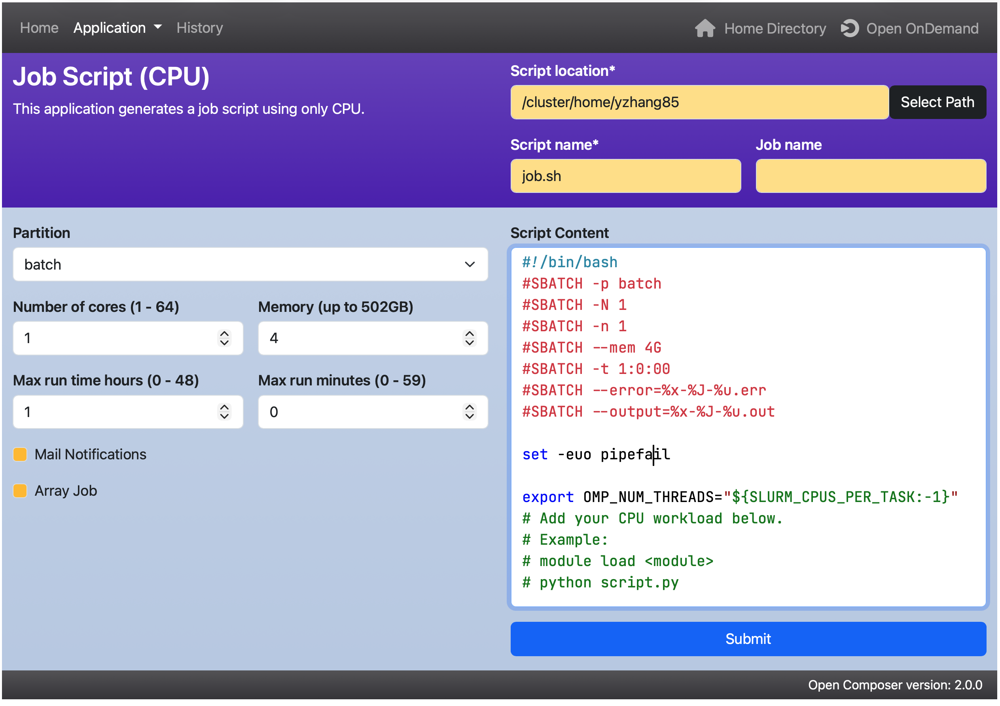 Home Application History Home Directory Open OnDemand
Job Script (CPU)
This application generates a job script using only CPU.
Script location*
/cluster/home/yzhang85 Select Path
Script name* Job name
job.sh
Partition
batch
Number of cores (1 - 64) Memory (up to 502GB)
1 4
Max run time hours (0 - 48) Max run minutes (0 - 59)
1 0
Mail Notifications
Array Job
Script Content
#!/bin/bash
#SBATCH -p batch
#SBATCH -N 1
#SBATCH -n 1
#SBATCH --mem 4G
#SBATCH -t 1:0:00
#SBATCH --error=%x-%J-%u.err
#SBATCH --output=%x-%J-%u.out
set -euo pipefail
export OMP_NUM_THREADS="${SLURM_CPUS_PER_TASK:-1}"
# Add your CPU workload below.
# Example:
# module load <module>
# python script.py
Submit
Open Composer version: 2.0.0